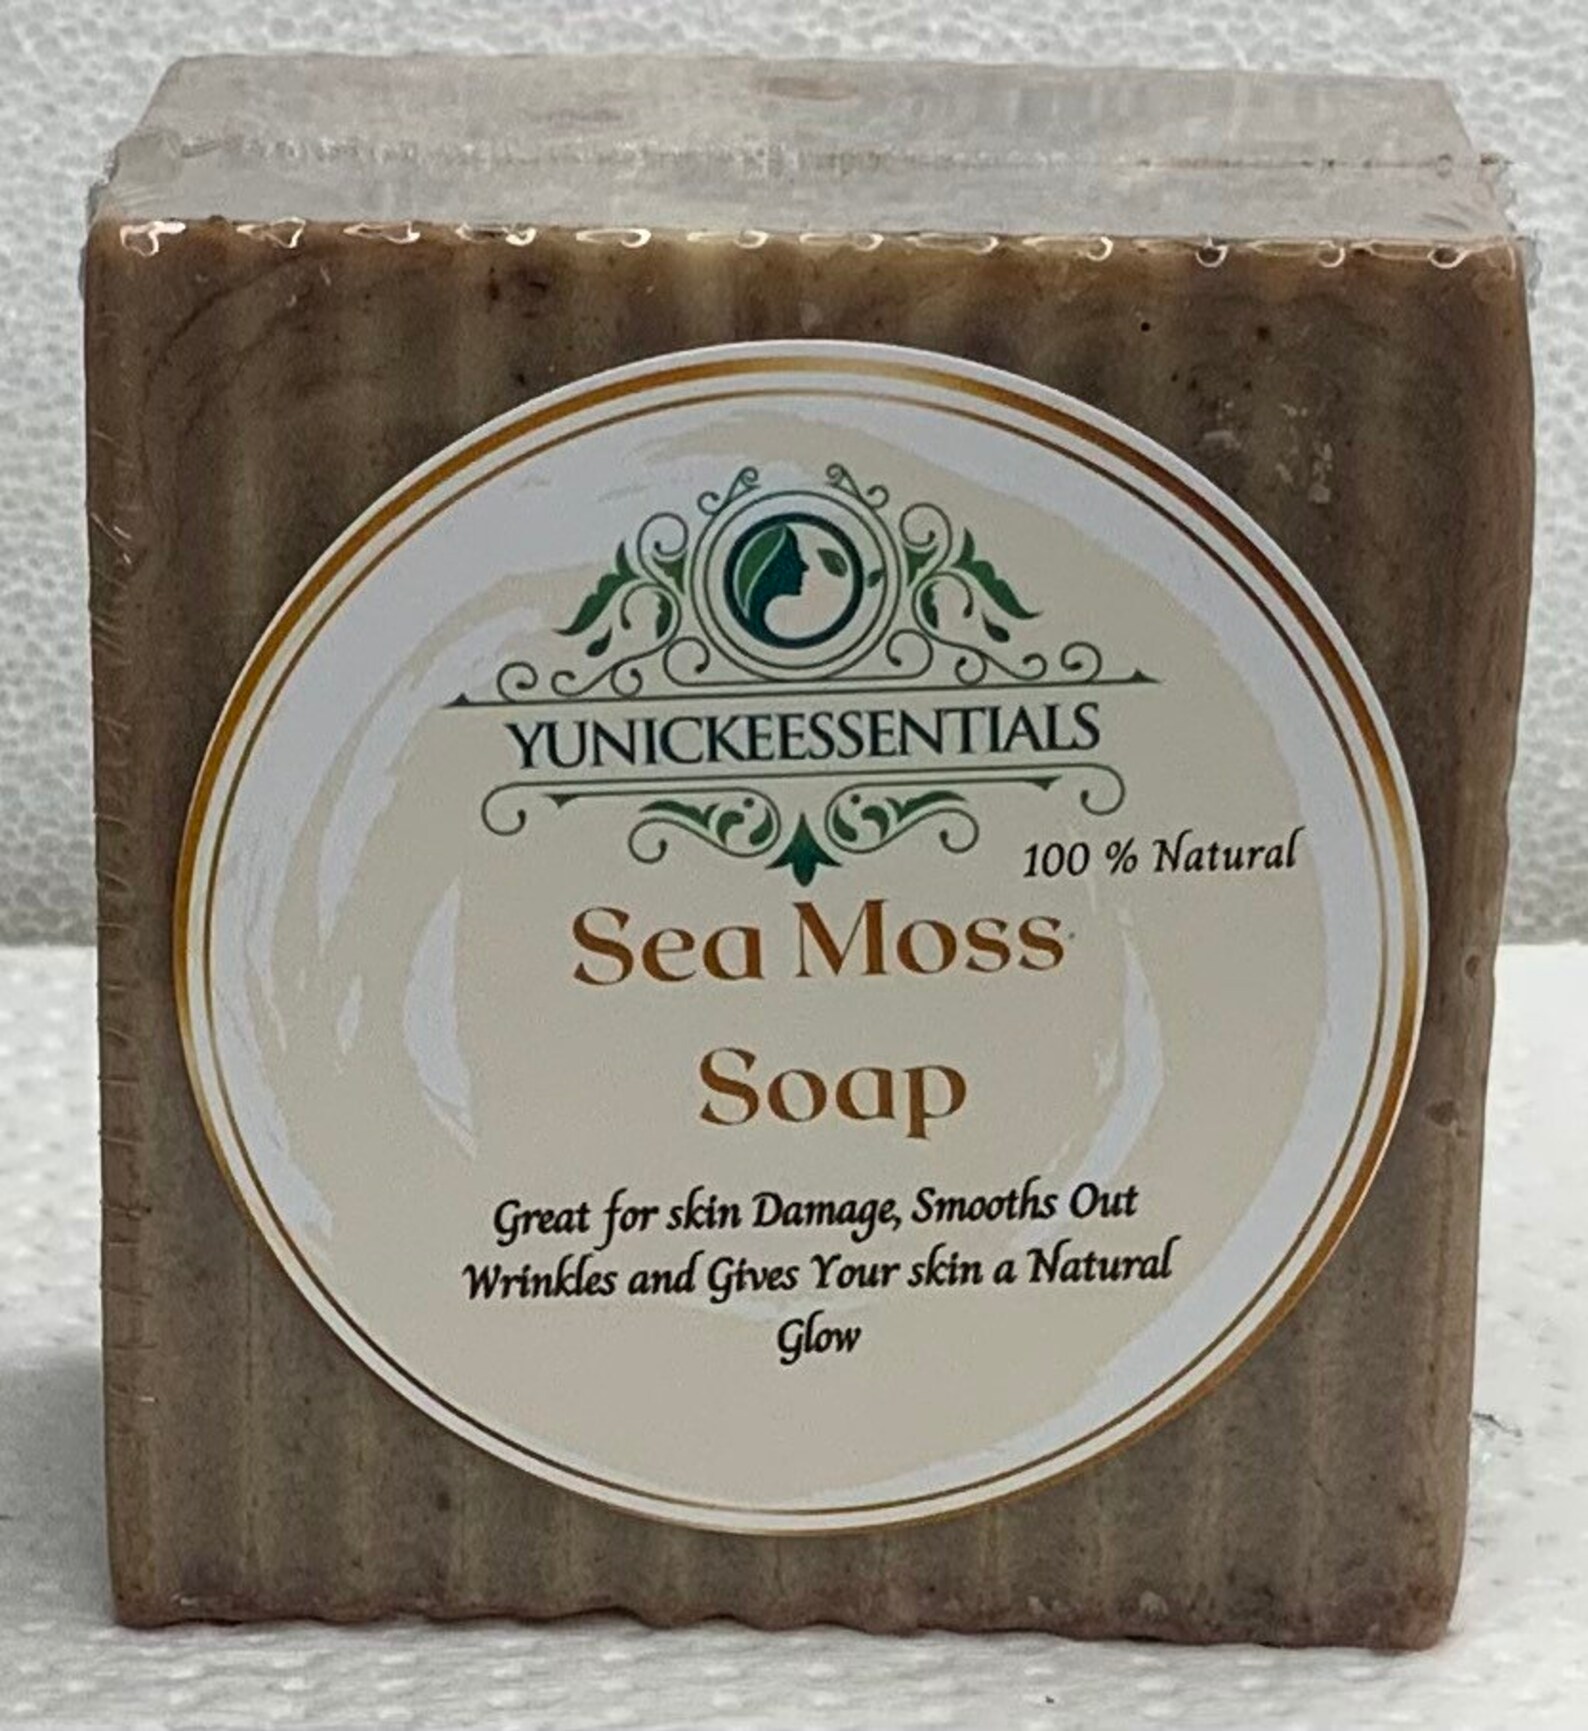 YUNICKEESSENTIALS
100 % Natural
Sea Moss
Soap
Great for skin Damage, Smooths Out
Wrinkles and Gives Your skin a Natural
Glow